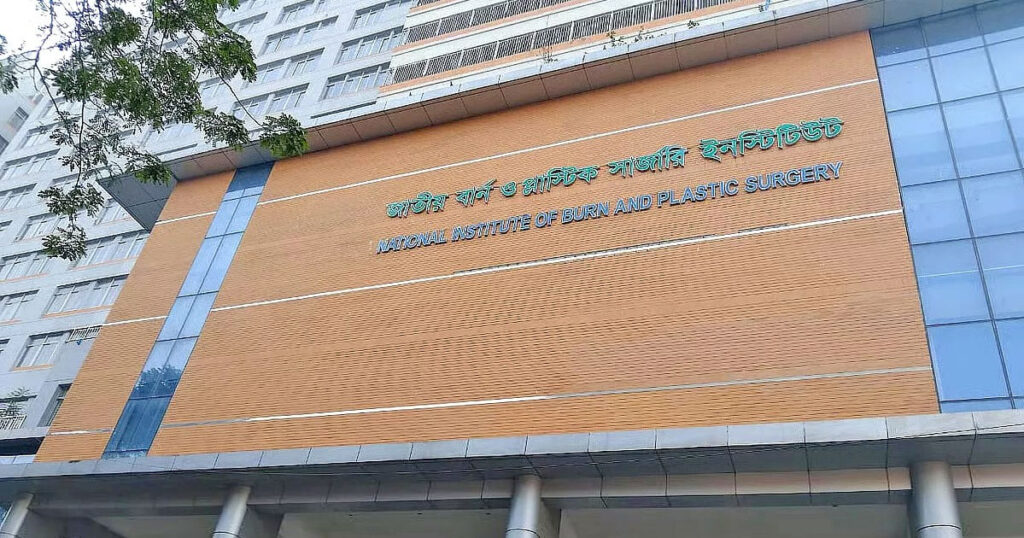 জাতীয় বার্ন ও প্লাস্টিক সার্জারি ইনস্টিটিউট
NATIONAL INSTITUTE OF BURN AND PLASTIC SURGERY